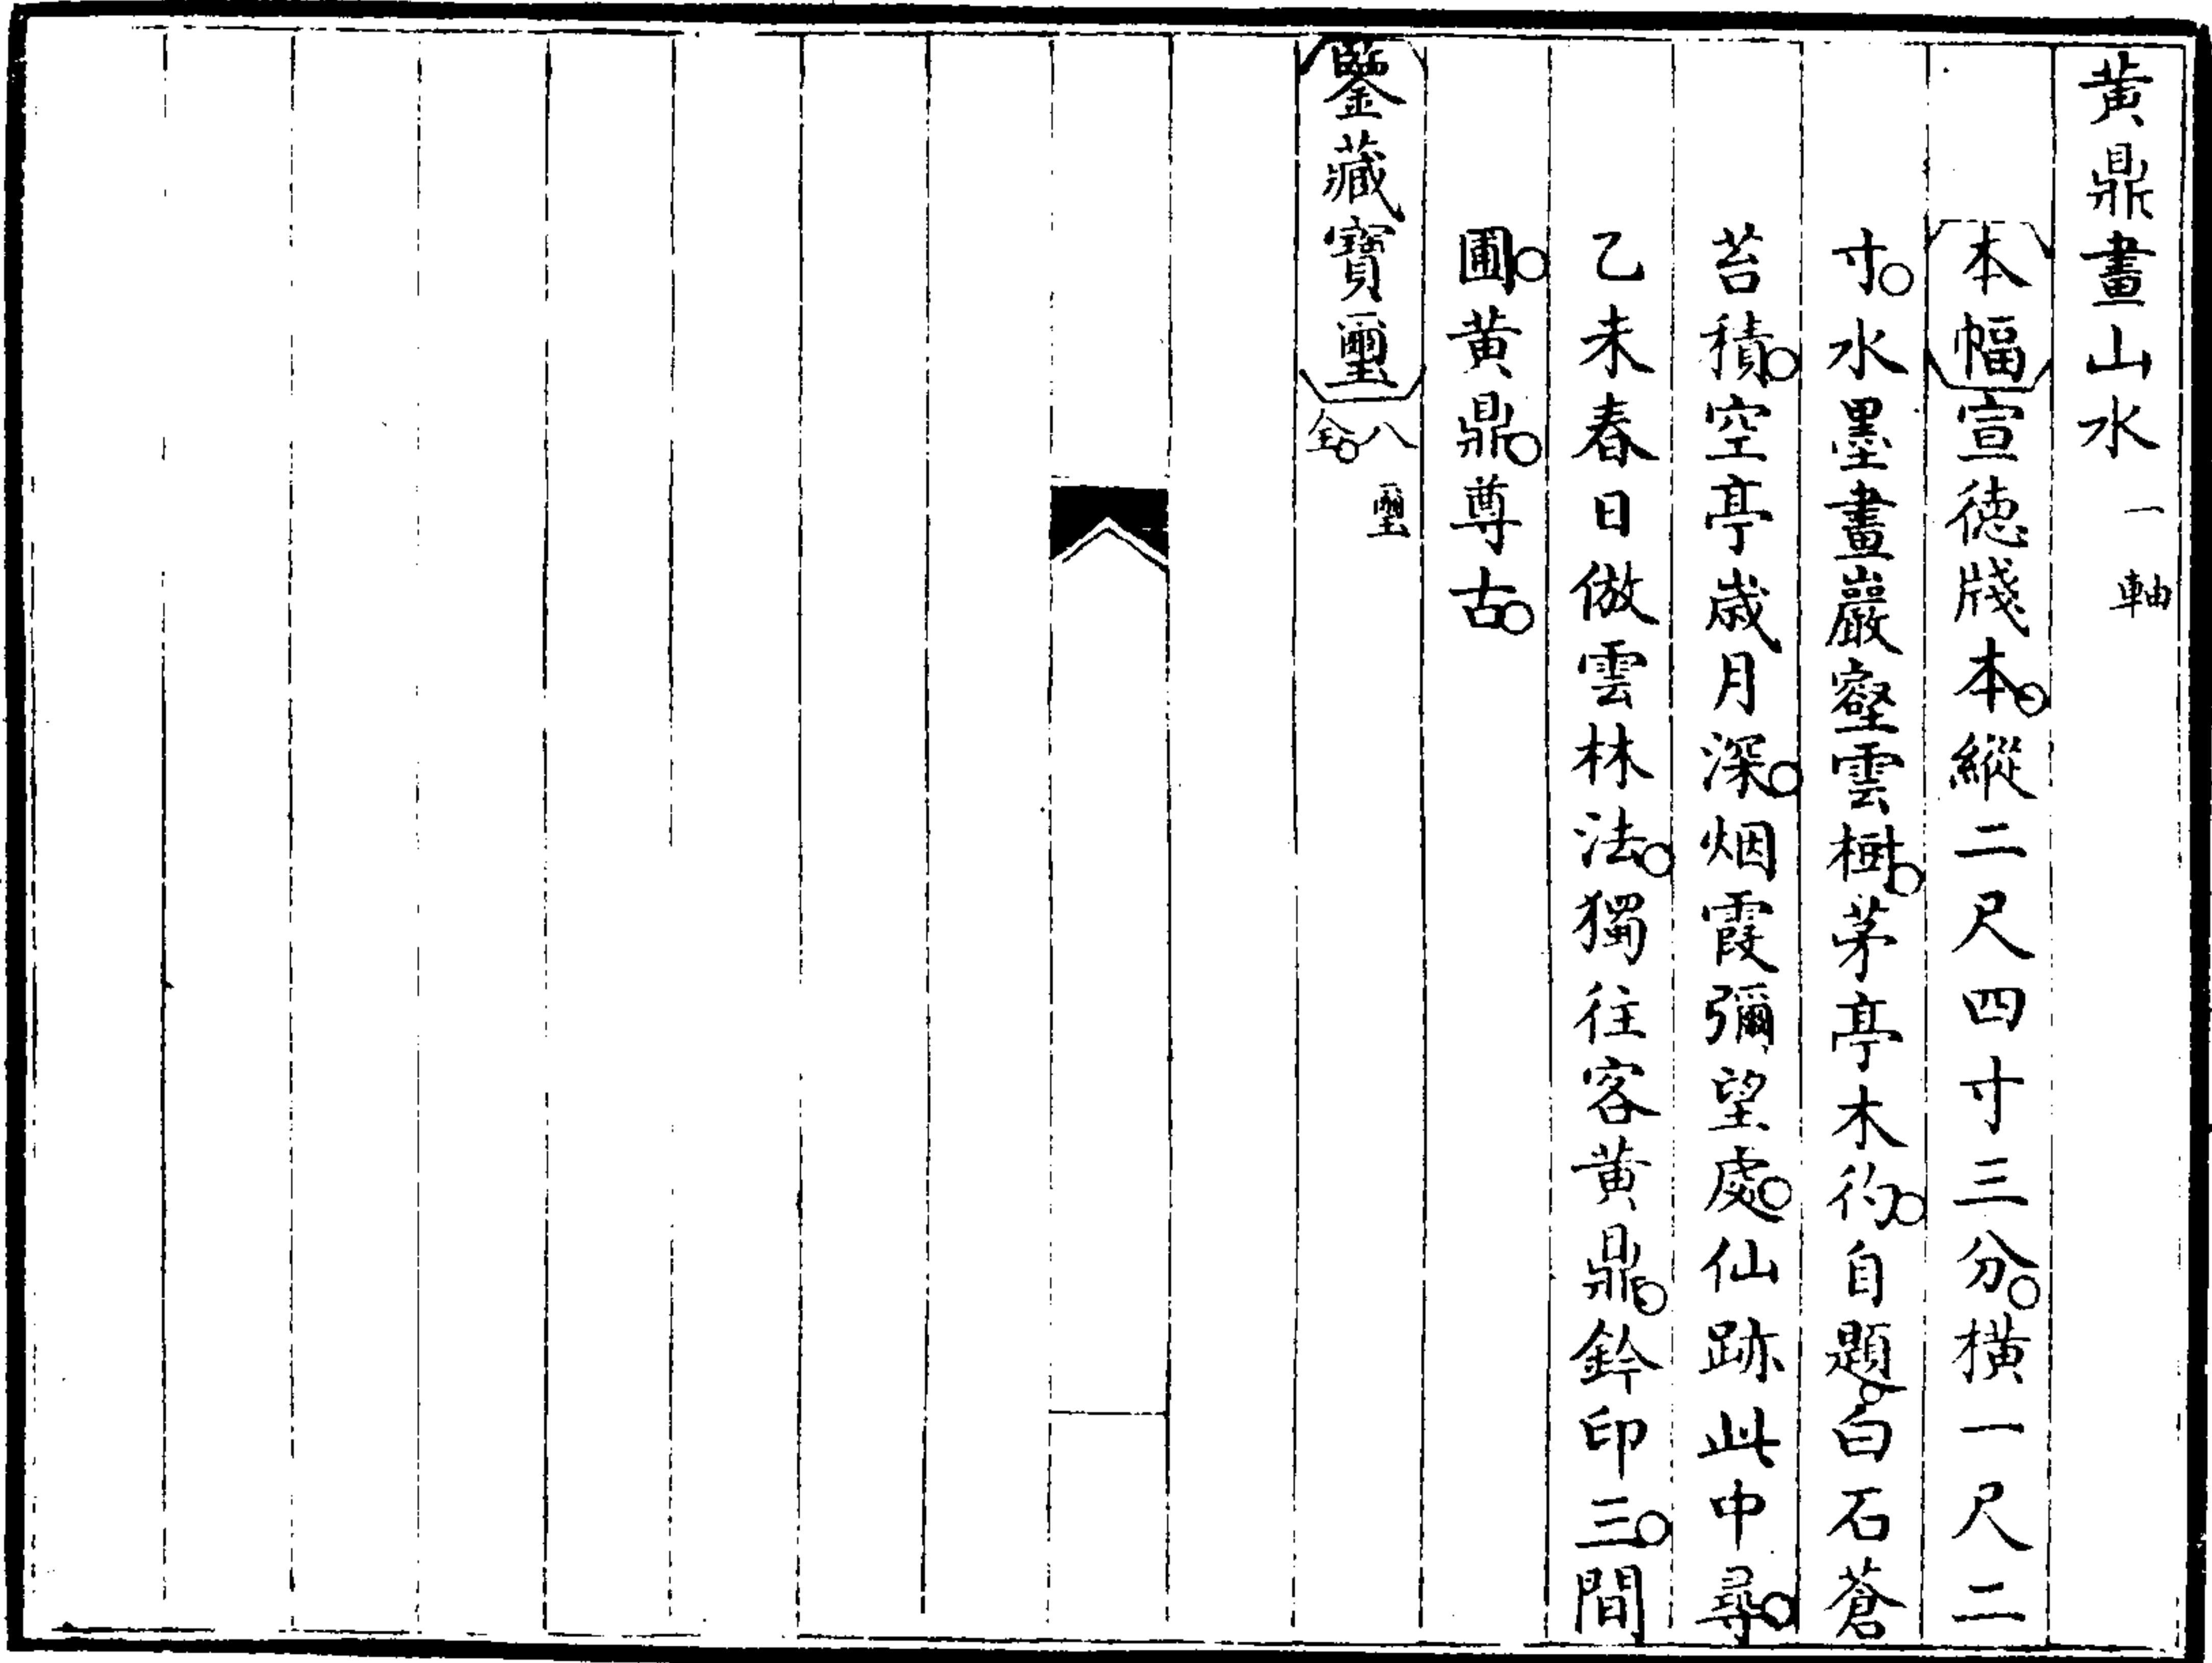 黃鼎畫山水 一軸
本幅宣德牋本。縱二尺四寸三分。橫一尺二
寸。水墨畫巖壑雲樹。茅亭木彴。自題。白石蒼
苔積。空亭歲月深。烟霞彌望處。仙跡此中尋。
乙未春日倣雲林法。獨往客黃鼎。鈐印三。閒
圃。黃鼎。尊古。
鑒藏寶璽 八璽全。